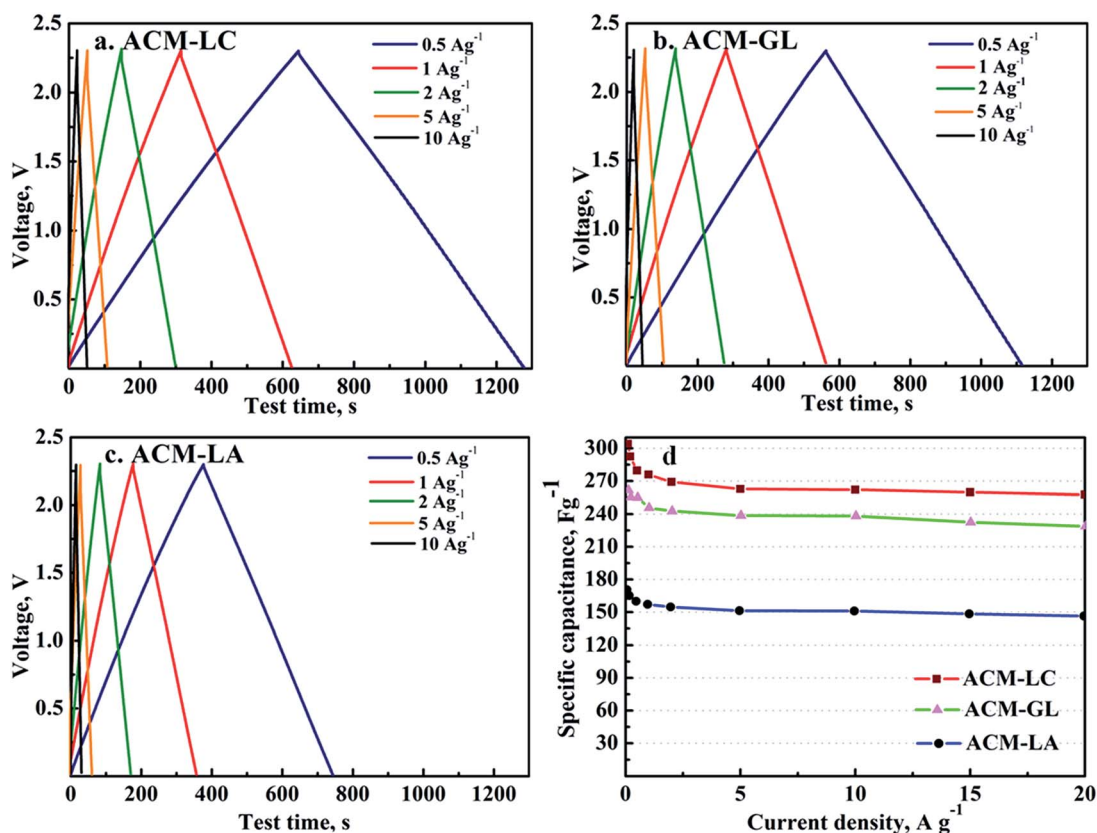 a. ACM-LC
0.5 Ag⁻¹
1 Ag⁻¹
2 Ag⁻¹
5 Ag⁻¹
10 Ag⁻¹
2.5
2.0
1.5
1.0
0.5
Voltage, V
0 200 400 600 800 1000 1200
Test time, s
b. ACM-GL
0.5 Ag⁻¹
1 Ag⁻¹
2 Ag⁻¹
5 Ag⁻¹
10 Ag⁻¹
2.5
2.0
1.5
1.0
0.5
Voltage, V
0 200 400 600 800 1000 1200
Test time, s
c. ACM-LA
0.5 Ag⁻¹
1 Ag⁻¹
2 Ag⁻¹
5 Ag⁻¹
10 Ag⁻¹
2.5
2.0
1.5
1.0
0.5
Voltage, V
0 200 400 600 800 1000 1200
Test time, s
d
300
270
240
210
180
150
120
90
60
30
Specific capacitance, Fg⁻¹
ACM-LC
ACM-GL
ACM-LA
0 5 10 15 20
Current density, A g⁻¹